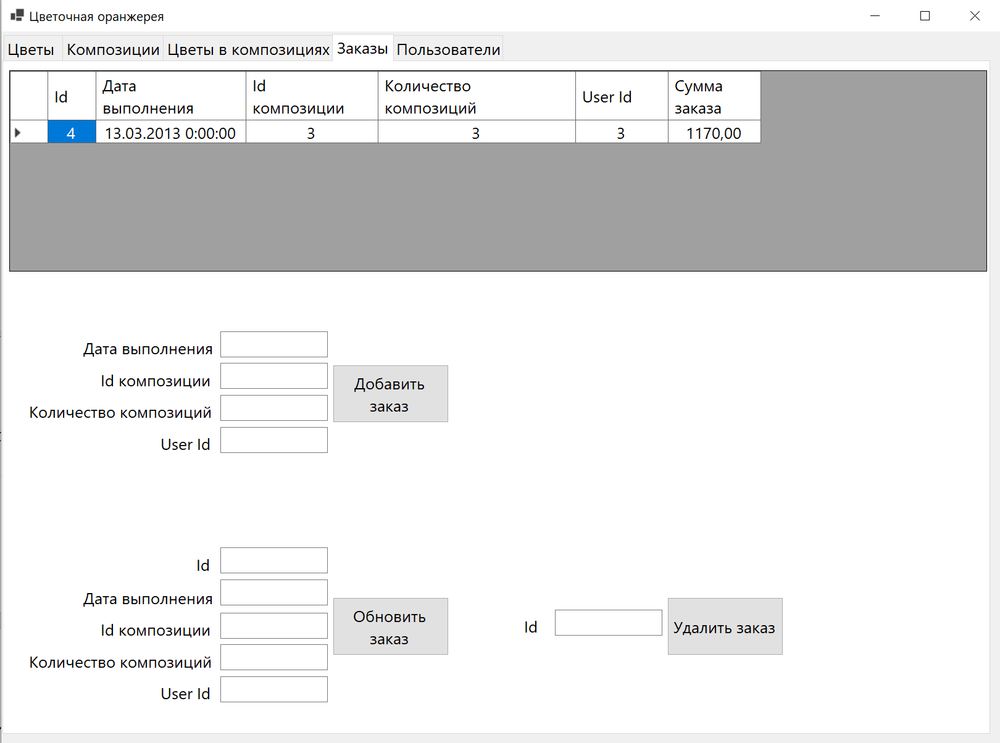 Цветочная оранжерея
Цветы Композиции Цветы в композициях Заказы Пользователи
Id Дата выполнения Id композиции Количество композиций User Id Сумма заказа
4 13.03.2013 0:00:00 3 3 3 1170,00
Дата выполнения
Id композиции
Добавить заказ
Количество композиций
User Id
Id
Дата выполнения
Обновить заказ
Id композиции
Количество композиций
User Id
Id
Удалить заказ